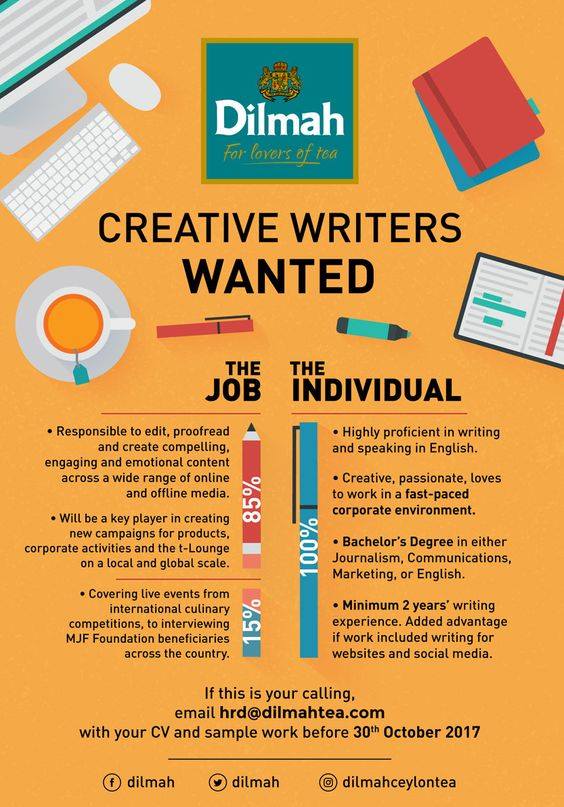 Dilmah
For lovers of tea
CREATIVE WRITERS
WANTED
THE
JOB
• Responsible to edit, proofread
and create compelling,
engaging and emotional content
across a wide range of online
and offline media.
• Will be a key player in creating
new campaigns for products,
corporate activities and the t-Lounge
on a local and global scale.
85%
• Covering live events from
international culinary
competitions, to interviewing
MJF Foundation beneficiaries
across the country.
15%
THE
INDIVIDUAL
100%
• Highly proficient in writing
and speaking in English.
• Creative, passionate, loves
to work in a fast-paced
corporate environment.
• Bachelor's Degree in either
Journalism, Communications,
Marketing, or English.
• Minimum 2 years' writing
experience. Added advantage
if work included writing for
websites and social media.
If this is your calling,
email hrd@dilmahtea.com
with your CV and sample work before 30th October 2017
dilmah
dilmah
dilmahceylontea